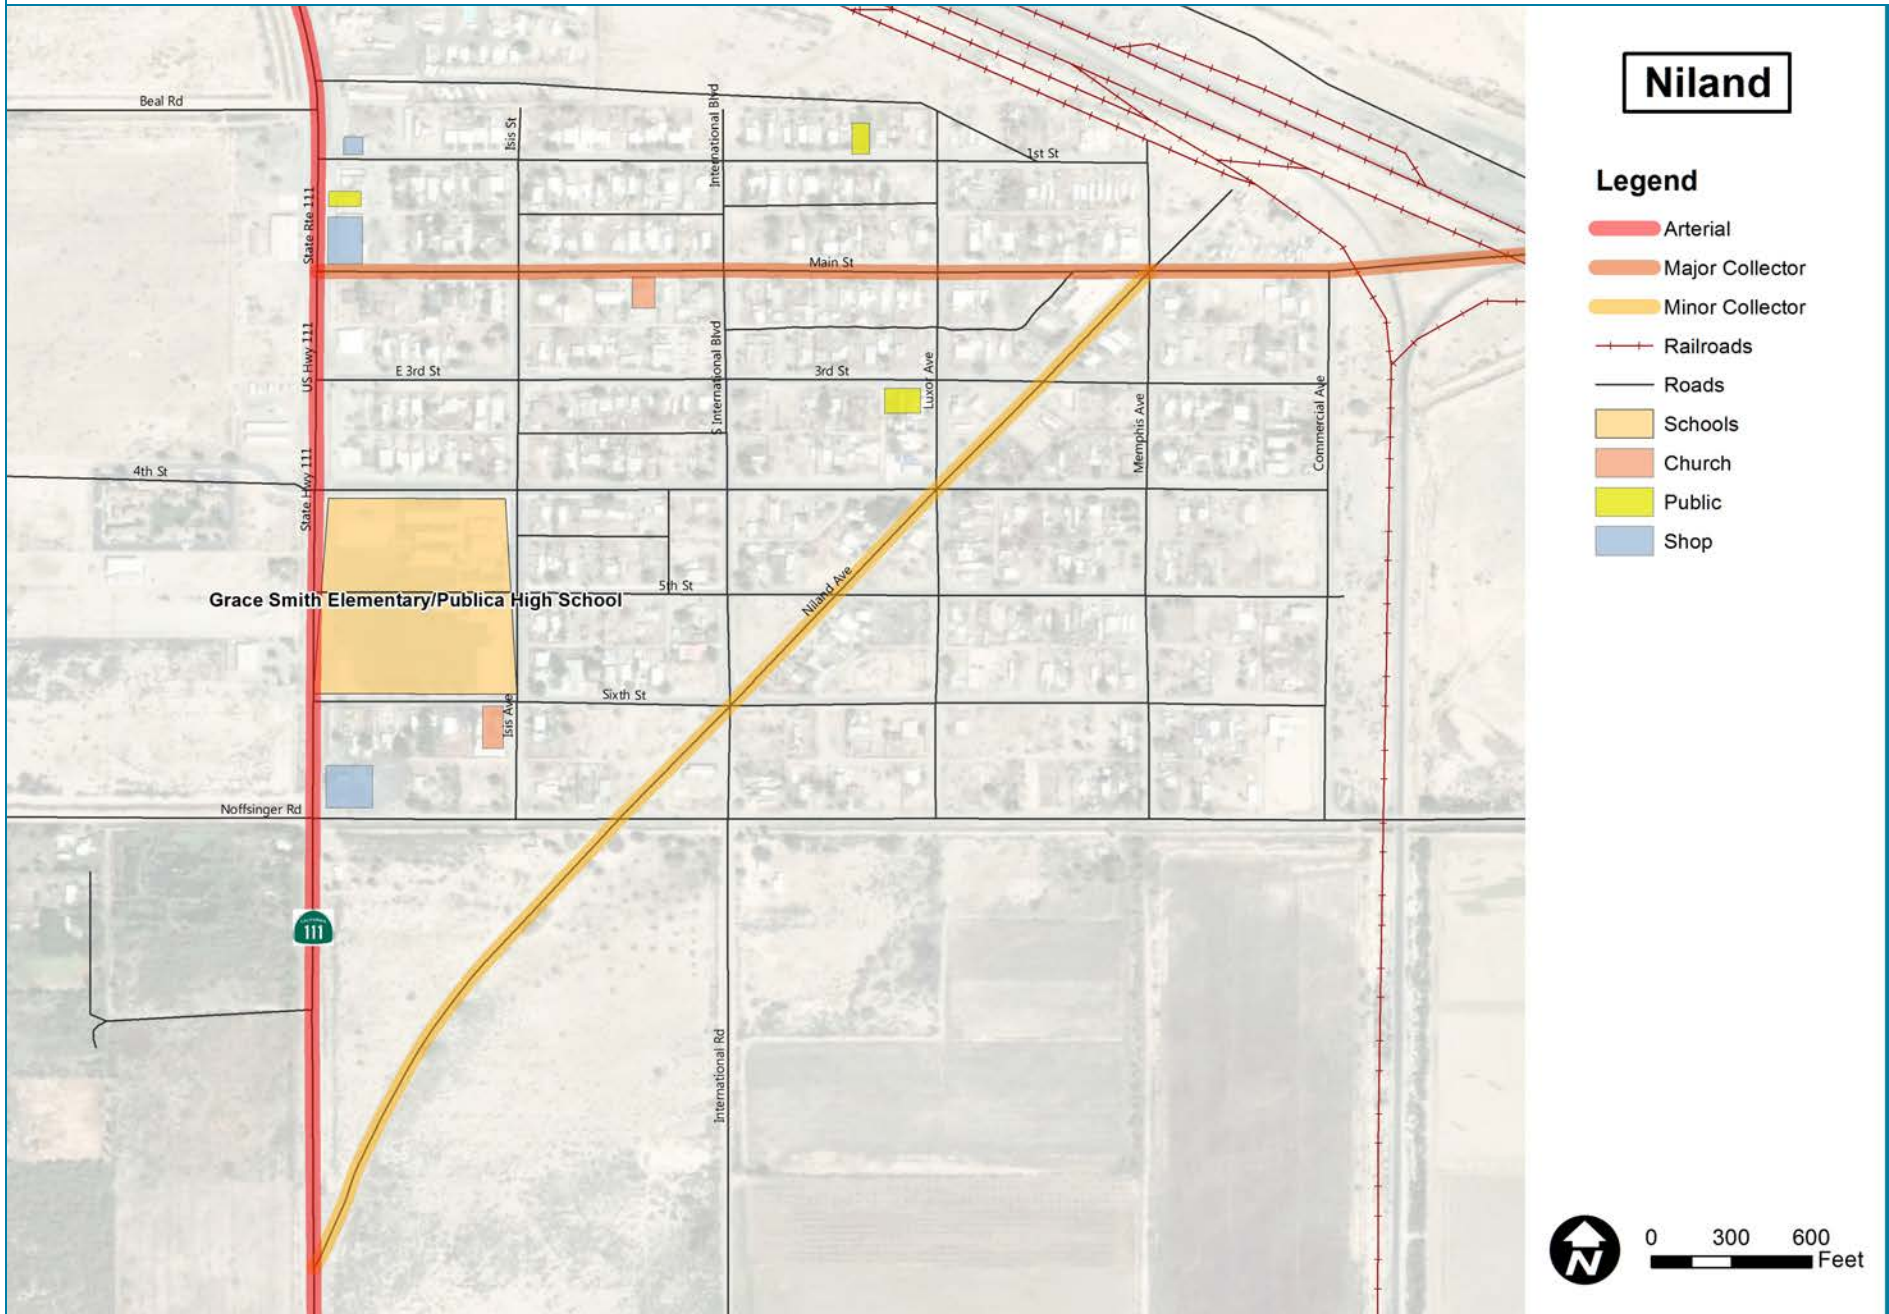 Niland
Legend
Arterial
Major Collector
Minor Collector
Railroads
Roads
Schools
Church
Public
Shop
Beal Rd
Isis St
International Blvd
1st St
State Rte 111
Main St
US Hwy 111
E 3rd St
S International Blvd
3rd St
Luxor Ave
Memphis Ave
Commercial Ave
4th St
State Hwy 111
5th St
Grace Smith Elementary/Publica High School
Niland Ave
Sixth St
Isis Ave
Noffsinger Rd
CALIFORNIA
111
International Rd
N
0 300 600
Feet